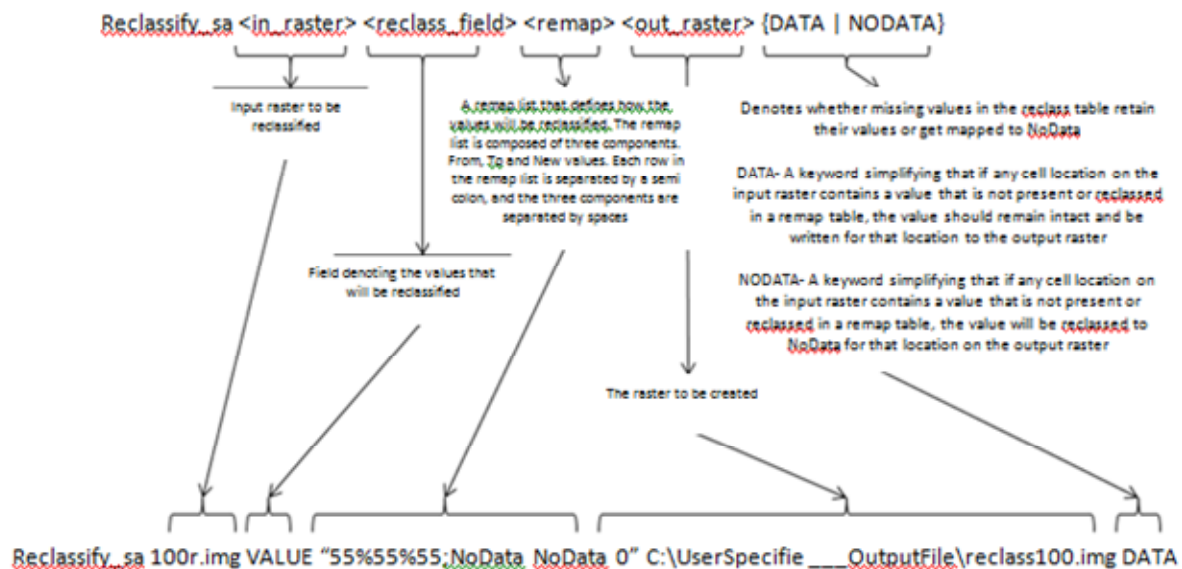 Reclassify_sa <in_raster> <reclass_field> <remap> <out_raster> {DATA | NODATA}
Input raster to be
reclassified
Field denoting the values that
will be reclassified
A remap list that defines how the
values will be reclassified. The remap
list is composed of three components.
From, To and New values. Each row in
the remap list is separated by a semi
colon, and the three components are
separated by spaces
The raster to be created
Denotes whether missing values in the reclass table retain
their values or get mapped to NoData
DATA- A keyword simplifying that if any cell location on the
input raster contains a value that is not present or reclassed
in a remap table, the value should remain intact and be
written for that location to the output raster
NODATA- A keyword simplifying that if any cell location on
the input raster contains a value that is not present or
reclassed in a remap table, the value will be reclassed to
NoData for that location on the output raster
Reclassify_sa 100r.img VALUE “55%55%55;NoData NoData 0” C:\UserSpecifie ___OutputFile\reclass100.img DATA